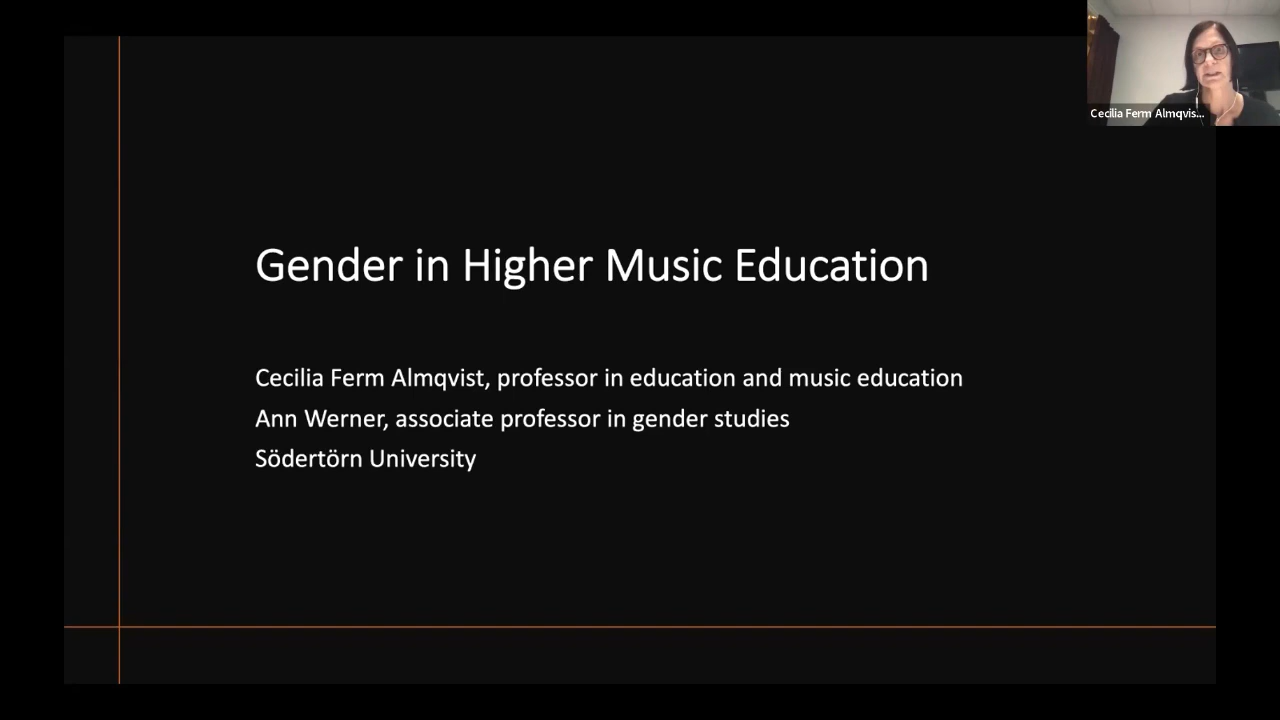 Cecilia Ferm Almqvis...
Gender in Higher Music Education
Cecilia Ferm Almqvist, professor in education and music education
Ann Werner, associate professor in gender studies
Södertörn University